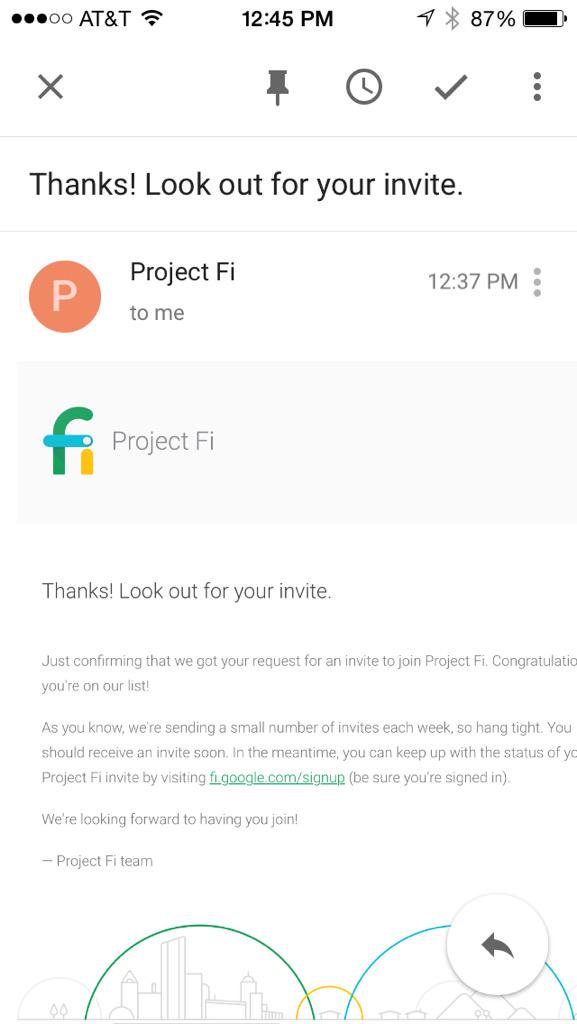 AT&T 12:45 PM 87%
Thanks! Look out for your invite.
P
Project Fi
12:37 PM
to me
fi Project Fi
Thanks! Look out for your invite.
Just confirming that we got your request for an invite to join Project Fi. Congratulatio
you're on our list!
As you know, we're sending a small number of invites each week, so hang tight. You
should receive an invite soon. In the meantime, you can keep up with the status of yo
Project Fi invite by visiting fi.google.com/signup (be sure you're signed in).
We're looking forward to having you join!
— Project Fi team